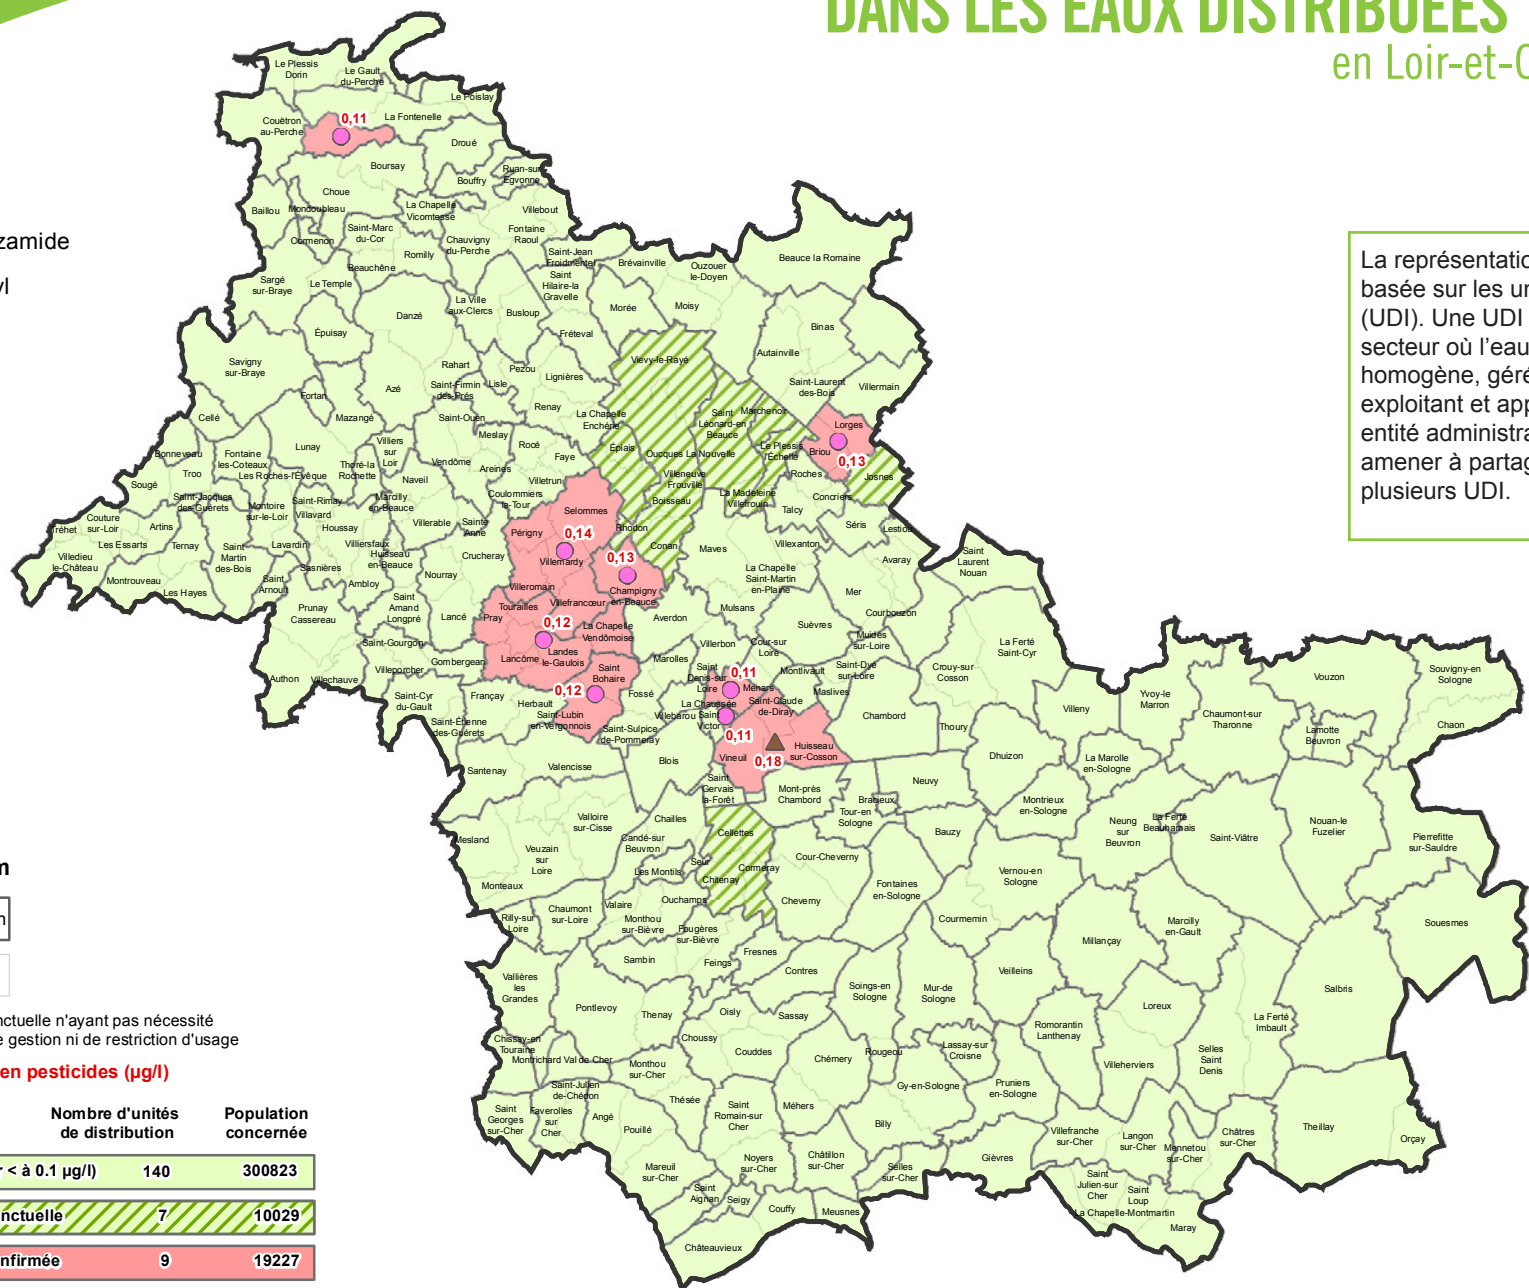 DANS LES EAUX DISTRIBUÉES
en Loir-et-C
zamide
yl
La représentatio
basée sur les un
(UDI). Une UDI
secteur où l'eau
homogène, géré
exploitant et app
entité administra
amener à partag
plusieurs UDI.
Le Plessis
Dorin
Le Gault
du-Perche
Le Poislay
Couëtron
au-Perche
0,11
La Fontenelle
Droué
Boursay
Bouffry
Ruan-sur
Egvonne
Choue
Baillou
Mondoubleau
La Chapelle
Vicomtesse
Villebout
Cormenon
Saint-Marc
du-Cor
Fontaine
Raoul
Romilly
Chauvigny
du-Perche
Beauchêne
Saint-Jean
Froidmentel
Brévainville
Ouzouer
le-Doyen
Beauce la Romaine
Sargé
sur-Braye
Le Temple
Saint
Hilaire-la
Gravelle
La Ville
aux-Clercs
Busloup
Morée
Moisy
Danzé
Épuisay
Fréteval
Binas
Autainville
Savigny
sur-Braye
Rahart
Pezou
Lignières
Vievy-le-Rayé
Azé
Saint-Firmin
des-Prés
Lisle
Saint-Laurent
des-Bois
Villermain
Fortan
Renay
Cellé
Mazangé
Saint-Ouen
La Chapelle
Enchérie
Saint
Léonard-en
Beauce
Marchenoir
Lorges
Meslay
Rocé
Faye
Épiais
Oucques La Nouvelle
Le Plessis
l'Échelle
Briou
0,13
Bonneveau
Fontaine
les-Coteaux
Lunay
Villiers
sur
Loir
Vendôme
Areines
Troo
Les Roches-l'Évêque
Thoré-la
Rochette
Naveil
Villetrun
Villeneuve
Frouville
Roches
Josnes
Sougé
Coulommiers
la-Tour
Boisseau
La Madeleine
Villefrouin
Concriers
Saint-Jacques
des-Guérets
Montoire
sur-le-Loir
Saint-Rimay
Villavard
Marcilly
en-Beauce
Selommes
Talcy
Tréhet
Couture
sur-Loir
Artins
Houssay
Villerable
Sainte
Anne
Périgny
0,14
Rhodon
Séris
Lestiou
Les Essarts
Ternay
Lavardin
Villiersfaux
Huisseau
en-Beauce
Crucheray
Villemardy
0,13
Conan
Maves
Villexanton
Avaray
Villedieu
le-Château
Saint
Martin
des-Bois
Sasnières
Ambloy
Nourray
Villeromain
Champigny
en-Beauce
La Chapelle
Saint-Martin
en-Plaine
Saint
Laurent
Nouan
Montrouveau
Les Hayes
Saint
Arnoult
Prunay
Cassereau
Saint
Amand
Longpré
Lancé
Tourailles
Pray
Villefrancœur
Mulsans
Mer
Courbouzon
0,12
La Chapelle
Vendômoise
Averdon
Suèvres
Muides
sur-Loire
Saint-Gourgon
Gombergean
Lancôme
Landes
le-Gaulois
Villerbon
Cour-sur
Loire
La Ferté
Saint-Cyr
Authon
Villechauve
Villeporcher
Marolles
Montlivault
Saint-Dyé
sur-Loire
Crouy-sur
Cosson
Saint-Cyr
du-Gault
Françay
0,12
Saint
Bohaire
Fossé
Saint
Denis-sur
Loire
0,11
Ménars
Maslives
Saint-Étienne
des-Guérets
Herbault
Saint-Lubin
en-Vergonnois
La Chaussée
Saint
Victor
Saint-Claude
de-Diray
Villebarou
Chambord
Saint-Sulpice
de-Pommeray
0,11
Thoury
Santenay
Valencisse
Blois
Vineuil
0,18
Huisseau
sur-Cosson
Villeny
Yvoy-le
Marron
Vouzon
Souvigny-en
Sologne
Chaumont-sur
Tharonne
Lamotte
Beuvron
Chaon
Saint
Gervais
la-Forêt
Mont-près
Chambord
Neuvy
Dhuizon
La Marolle
en-Sologne
Bracieux
Tour-en
Sologne
Montrieux
en-Sologne
Valloire
sur-Cisse
Chailles
Cellettes
Bauzy
Neung
sur
Beuvron
La Ferté
Beauharnais
Saint-Viâtre
Nouan-le
Fuzelier
Pierrefitte
sur-Sauldre
Mesland
Veuzain
sur
Loire
Candé-sur
Beuvron
Les Montils
Seur
Cormeray
Chitenay
Cour-Cheverny
Vernou-en
Sologne
Monteaux
Valaire
Ouchamps
Cheverny
Fontaines
en-Sologne
Rilly-sur
Loire
Chaumont
sur-Loire
Monthou
sur-Bièvre
Fougères
sur-Bièvre
Courmemin
Marcilly
en-Gault
Souesmes
Sambin
Feings
Fresnes
Contres
Millançay
Vallières
les
Grandes
Soings-en
Sologne
Mur-de
Sologne
Veilleins
Loreux
Salbris
Pontlevoy
Thenay
Oisly
Sassay
Romorantin
Lanthenay
La Ferté
Imbault
Chissay-en
Touraine
Montrichard Val de Cher
Choussy
Couddes
Chémery
Rougeou
Lassay-sur
Croisne
Villeherviers
Selles
Saint
Denis
Monthou
sur-Cher
Gy-en-Sologne
Pruniers
en-Sologne
Saint-Julien
de-Chédon
Saint
Georges
sur-Cher
Faverolles
sur
Cher
Angé
Thésée
Pouillé
Saint
Romain-sur
Cher
Méhers
Billy
Villefranche
sur-Cher
Langon
sur-Cher
Mennetou
sur-Cher
Châtres
sur-Cher
Theillay
Orçay
Mareuil
sur-Cher
Noyers
sur-Cher
Châtillon
sur-Cher
Selles
sur-Cher
Gièvres
Saint
Aignan
Seigy
Couffy
Meusnes
Saint
Julien-sur
Cher
Saint
Loup
La Chapelle-Montmartin
Maray
Châteauvieux
m
n
nctuelle n'ayant pas nécessité
e gestion ni de restriction d'usage
en pesticides (µg/l)
Nombre d'unités
de distribution
Population
concernée
r < à 0.1 µg/l) 140 300823
nctuelle 7 10029
nfirmée 9 19227